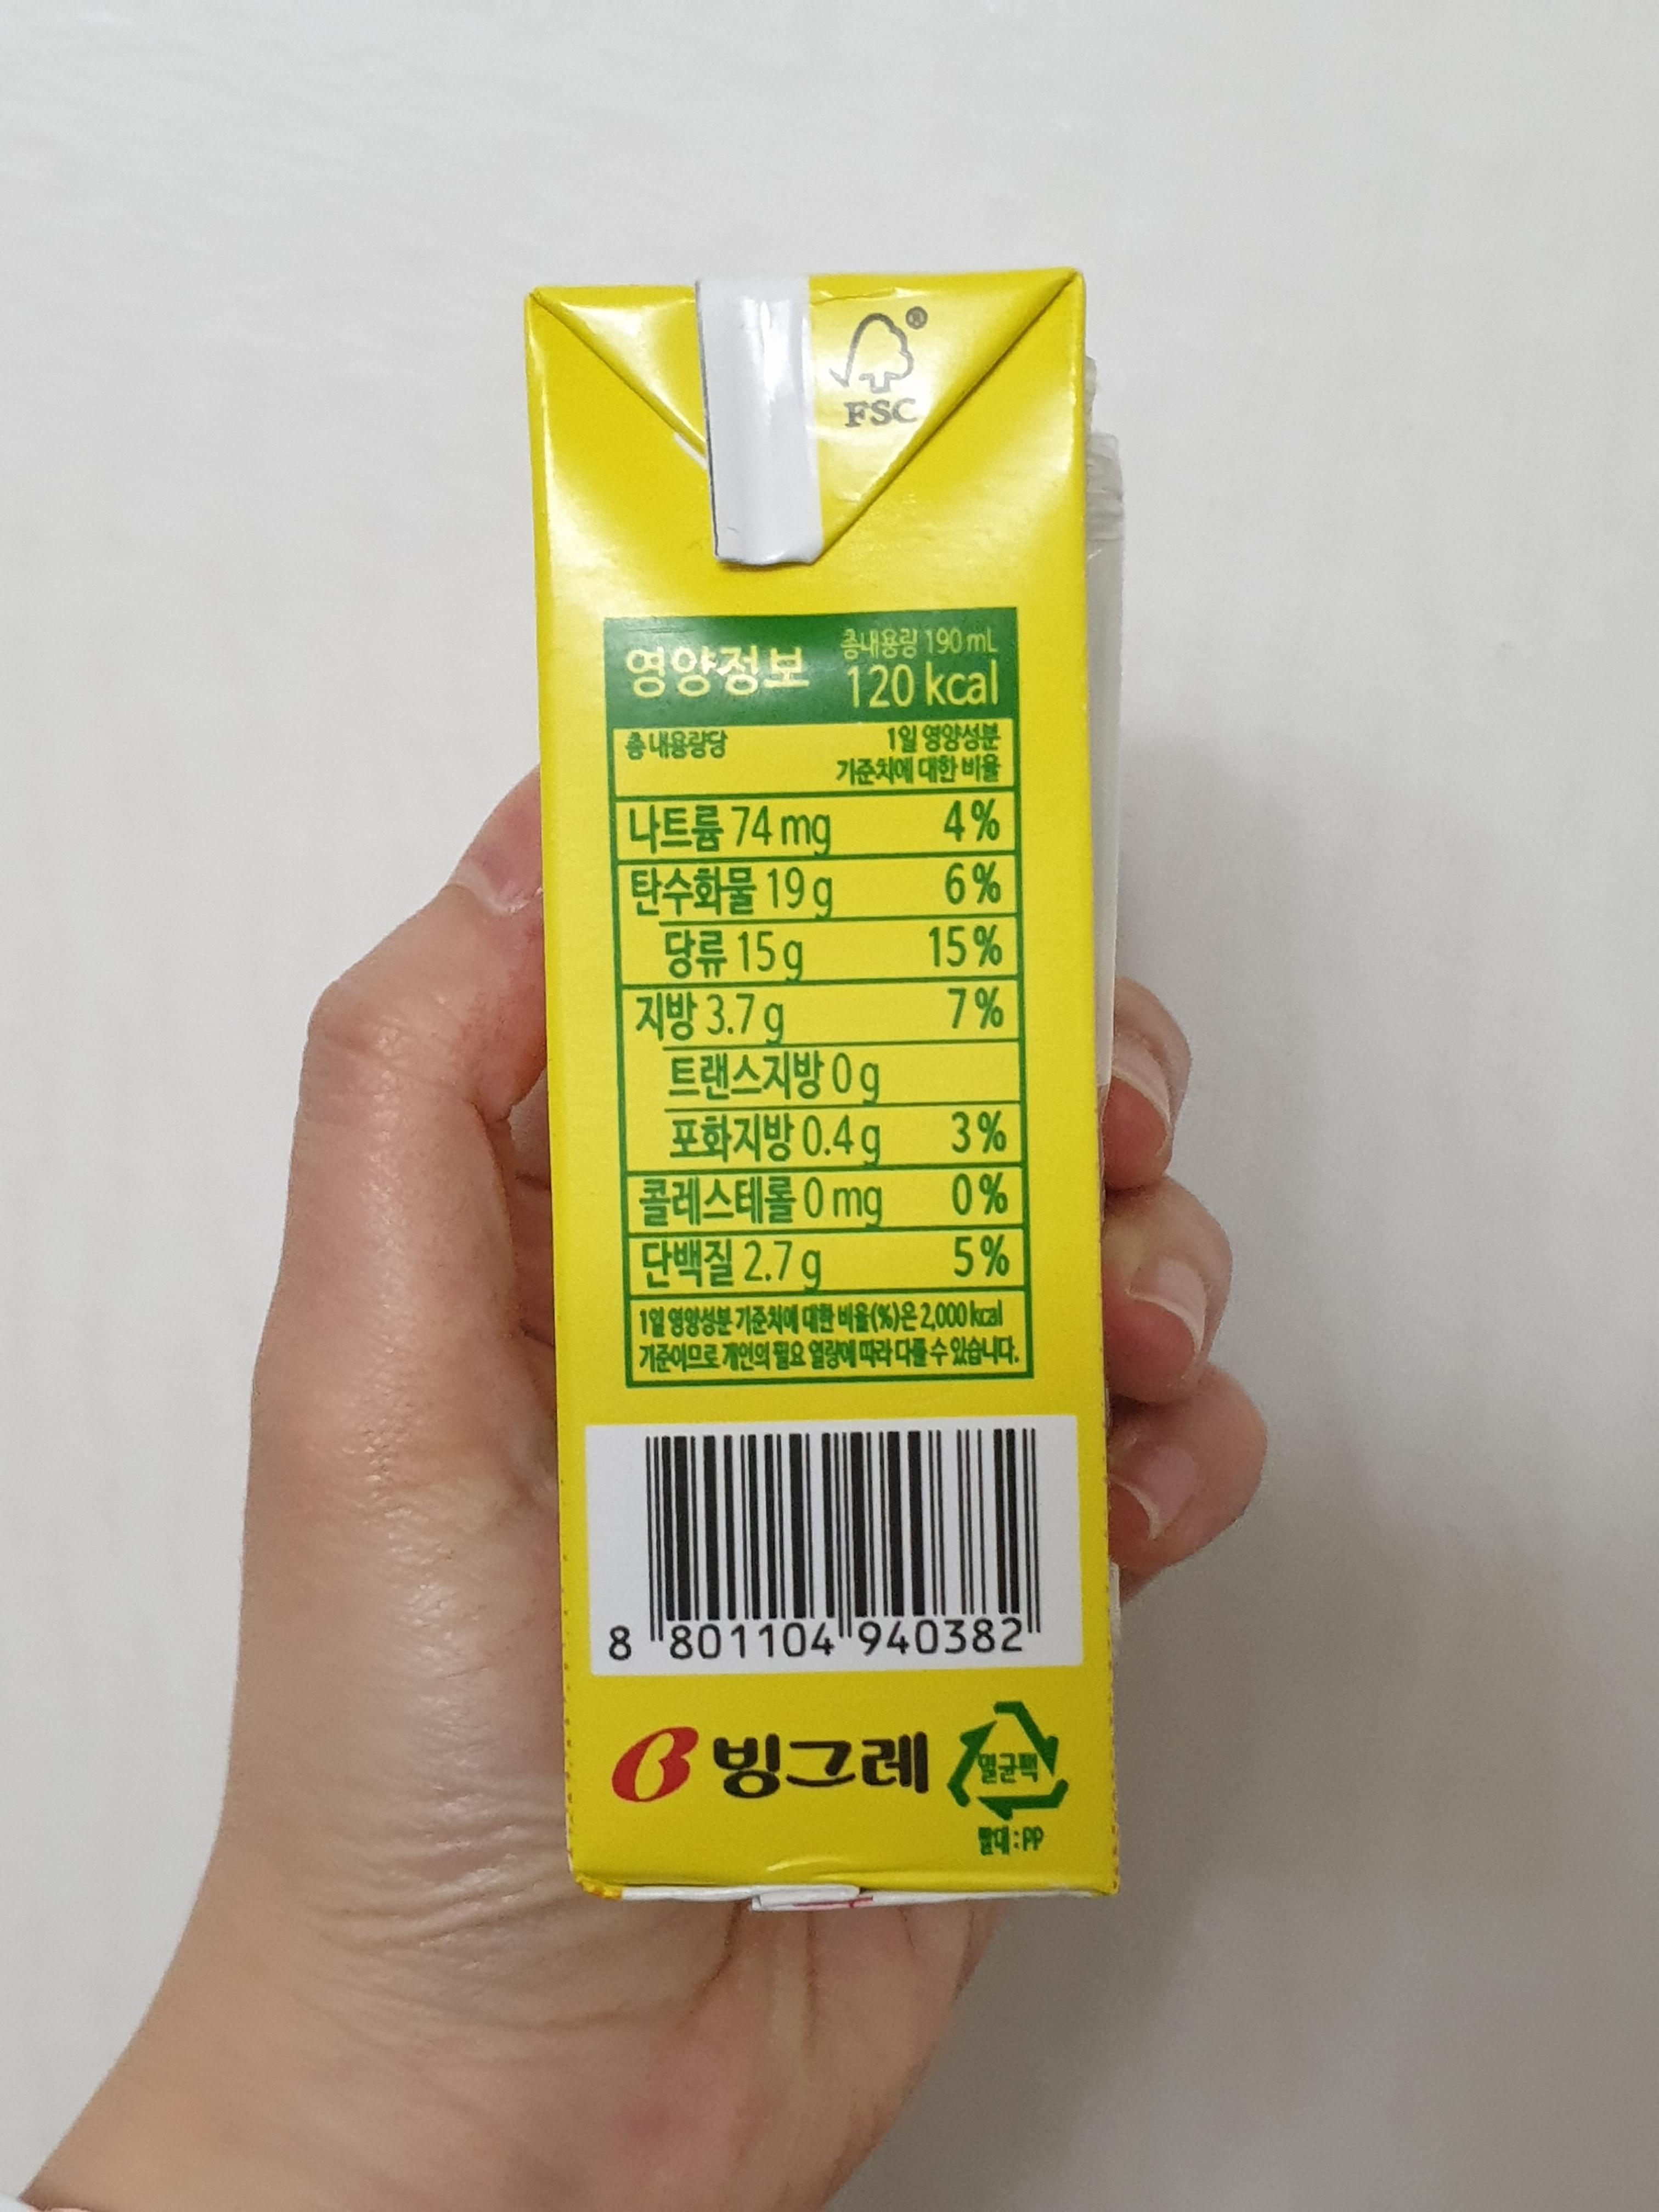 FSC
영양정보
총내용량 190 mL
120 kcal
총 내용량당
1일 영양성분
기준치에 대한 비율
나트륨 74 mg 4 %
탄수화물 19 g 6 %
당류 15 g 15 %
지방 3.7 g 7 %
트랜스지방 0 g
포화지방 0.4 g 3 %
콜레스테롤 0 mg 0 %
단백질 2.7 g 5 %
1일 영양성분 기준치에 대한 비율(%)은 2,000 kcal
기준이므로 개인의 필요 열량에 따라 다를 수 있습니다.
8 801104 940382
빙그레
멸균팩
빨대 : PP